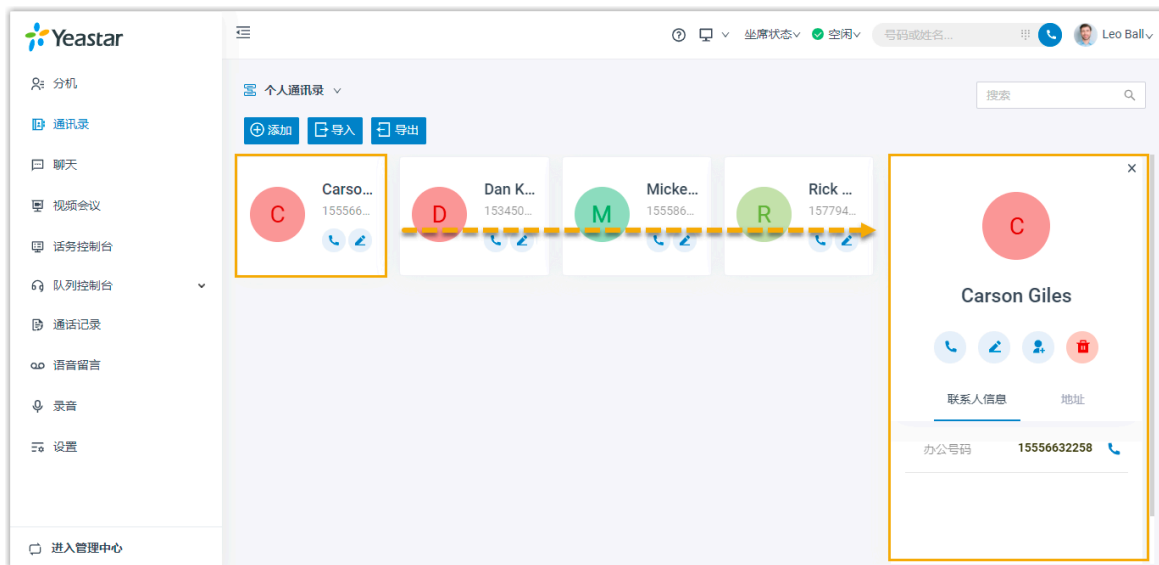 Yeastar
坐席状态
空闲
号码或姓名...
Leo Ball
分机
通讯录
聊天
视频会议
话务控制台
队列控制台
通话记录
语音留言
录音
设置
进入管理中心
个人通讯录
搜索
添加
导入
导出
C
Carso...
155566...
D
Dan K...
153450...
M
Micke...
155586...
R
Rick ...
157794...
C
Carson Giles
联系人信息
地址
办公号码
15556632258